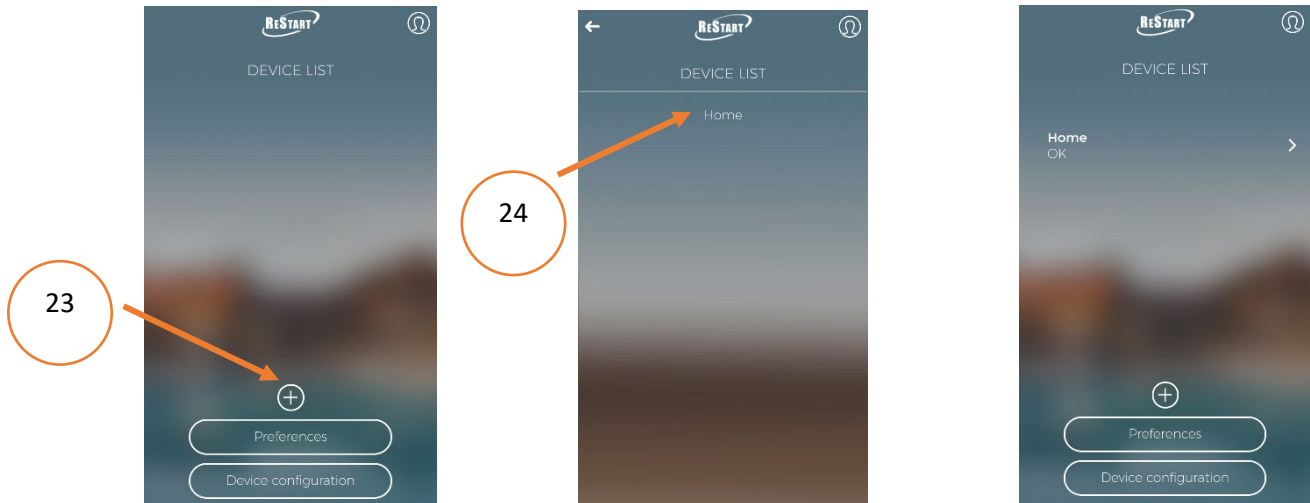 RESTART
DEVICE LIST
23
Preferences
Device configuration
RESTART
DEVICE LIST
Home
24
RESTART
DEVICE LIST
Home
OK
Preferences
Device configuration